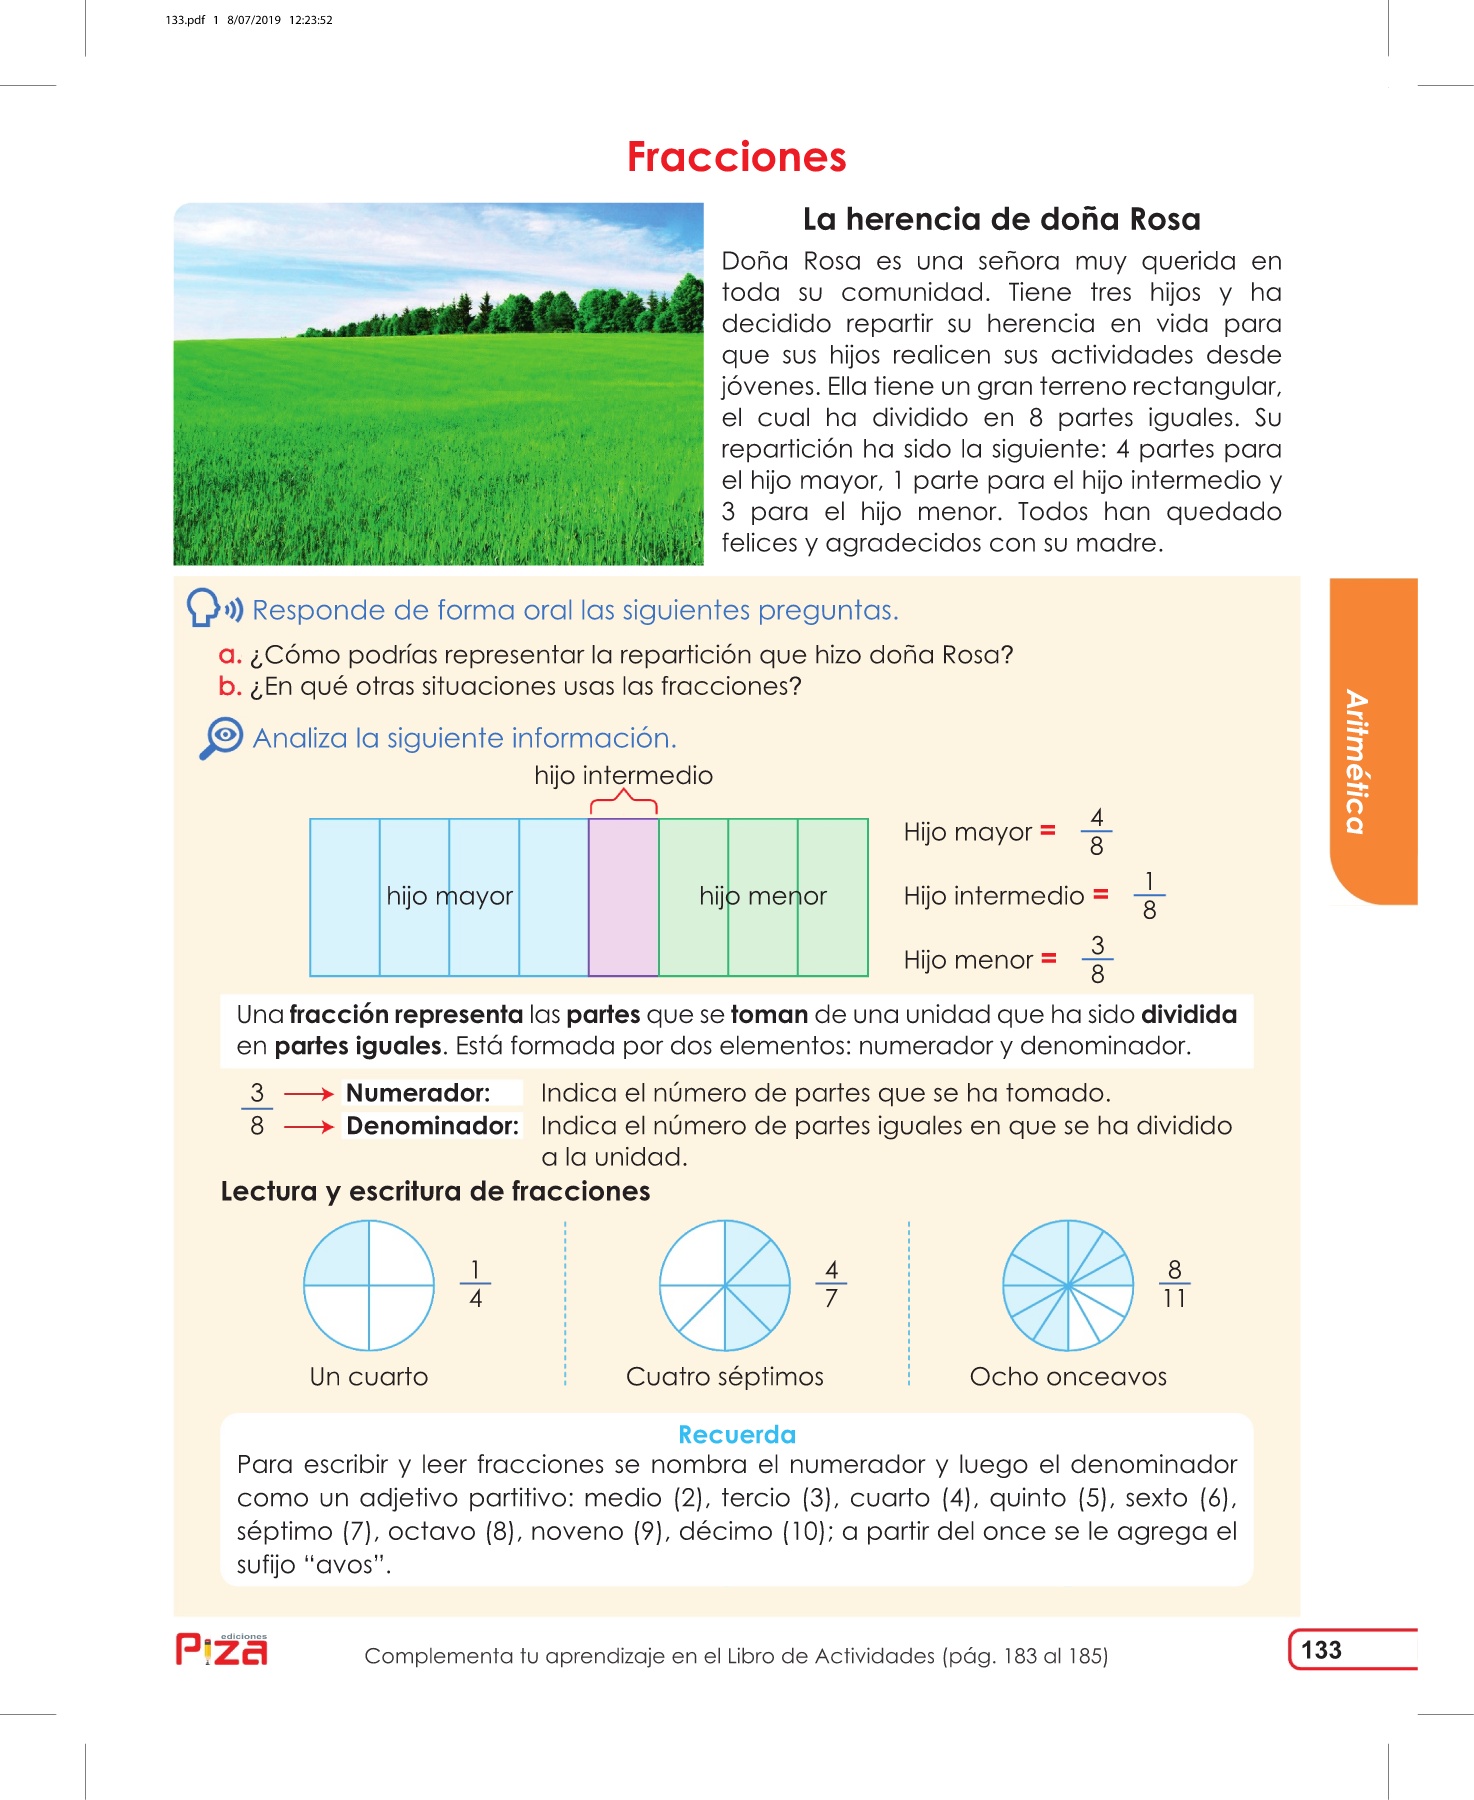 133.pdf 1 8/07/2019 12:23:52
Fracciones
La herencia de doña Rosa
Doña Rosa es una señora muy querida en
toda su comunidad. Tiene tres hijos y ha
decidido repartir su herencia en vida para
que sus hijos realicen sus actividades desde
jóvenes. Ella tiene un gran terreno rectangular,
el cual ha dividido en 8 partes iguales. Su
repartición ha sido la siguiente: 4 partes para
el hijo mayor, 1 parte para el hijo intermedio y
3 para el hijo menor. Todos han quedado
felices y agradecidos con su madre.
Responde de forma oral las siguientes preguntas.
a. ¿Cómo podrías representar la repartición que hizo doña Rosa?
b. ¿En qué otras situaciones usas las fracciones?
Analiza la siguiente información.
hijo intermedio
hijo mayor
hijo menor
Hijo mayor = 4/8
Hijo intermedio = 1/8
Hijo menor = 3/8
Una fracción representa las partes que se toman de una unidad que ha sido dividida
en partes iguales. Está formada por dos elementos: numerador y denominador.
3 Numerador: Indica el número de partes que se ha tomado.
8 Denominador: Indica el número de partes iguales en que se ha dividido
a la unidad.
Lectura y escritura de fracciones
1/4
4/7
8/11
Un cuarto
Cuatro séptimos
Ocho onceavos
Recuerda
Para escribir y leer fracciones se nombra el numerador y luego el denominador
como un adjetivo partitivo: medio (2), tercio (3), cuarto (4), quinto (5), sexto (6),
séptimo (7), octavo (8), noveno (9), décimo (10); a partir del once se le agrega el
sufijo “avos”.
Aritmética
ediciones
Piza
Complementa tu aprendizaje en el Libro de Actividades (pág. 183 al 185)
133